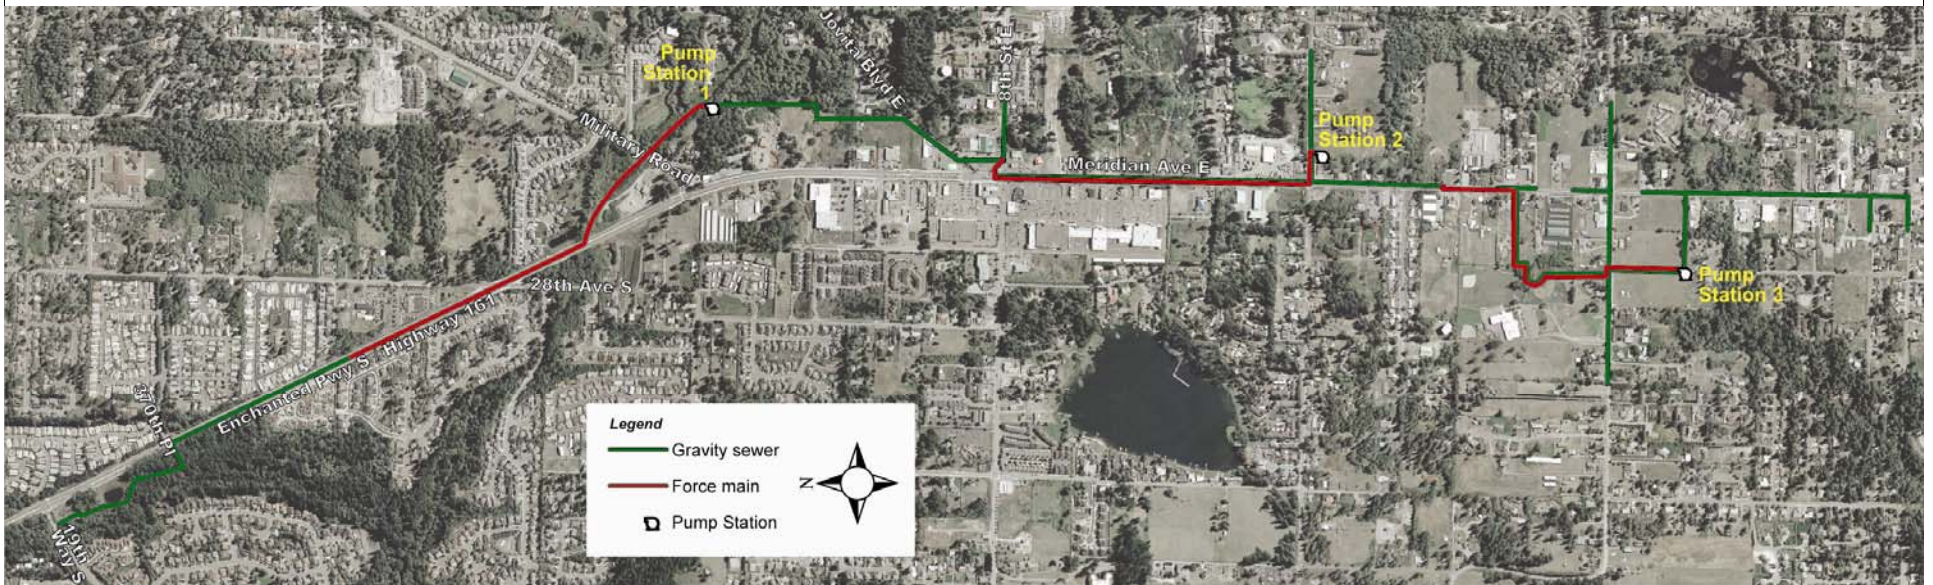 Pump
Station
1
Jovital Blvd E
8th St E
Military Road
Meridian Ave E
Pump
Station 2
28th Ave S
Enchanted Pwy S / Highway 161
Pump
Station 3
370th Pl
19th
Way S
Legend
Gravity sewer
Force main
Pump Station
N